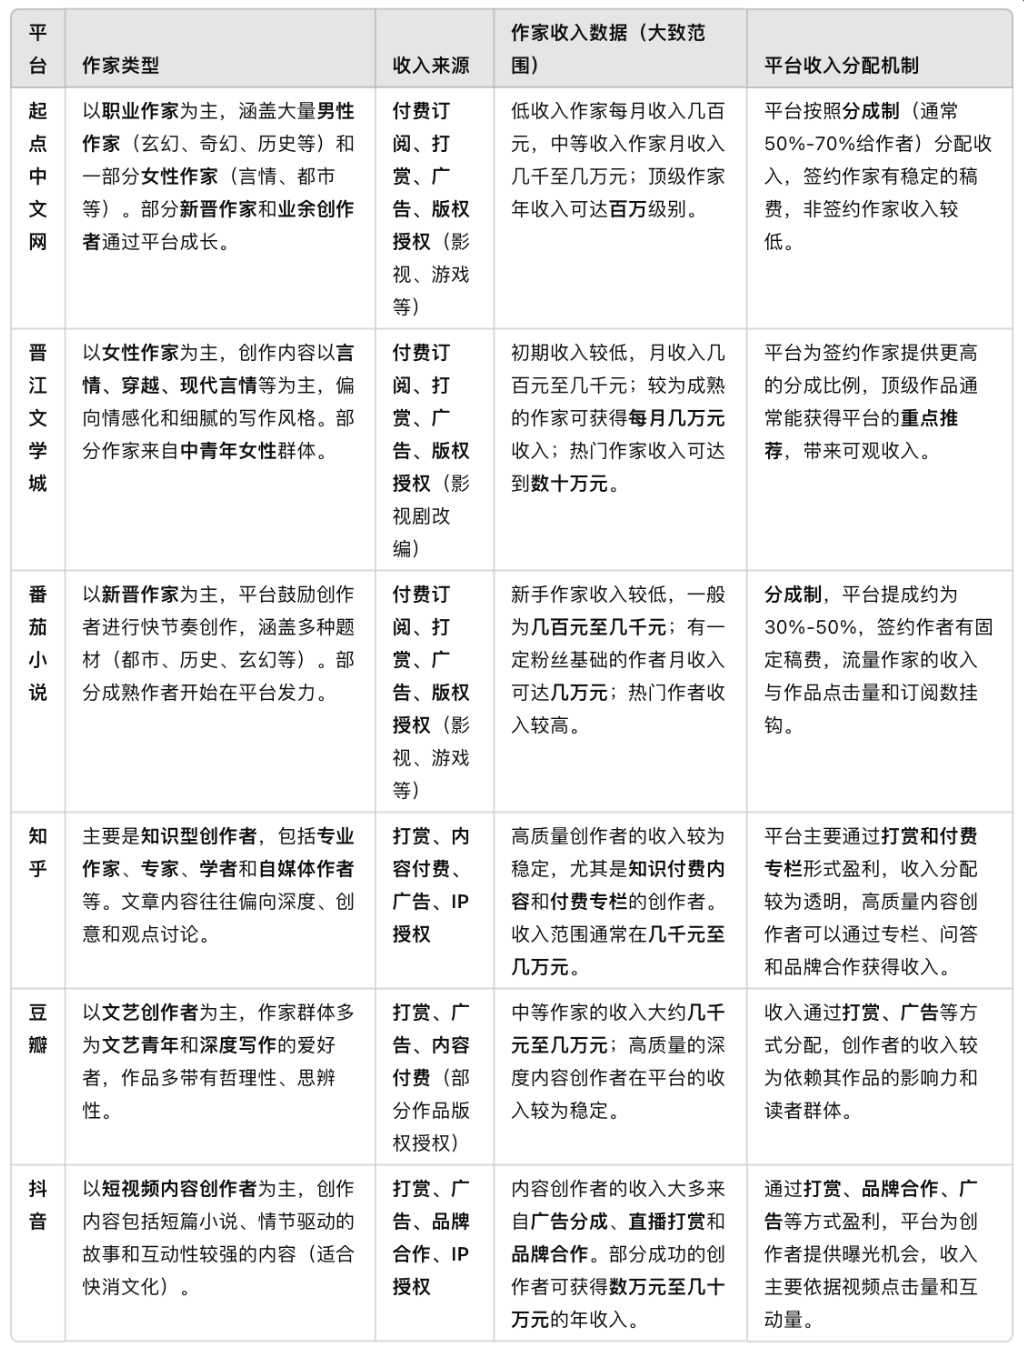 平台
作家类型
收入来源
作家收入数据（大致范
围）
平台收入分配机制
起点中文网
以职业作家为主，涵盖大量男性
作家（玄幻、奇幻、历史等）和
一部分女性作家（言情、都市
等）。部分新晋作家和业余创作
者通过平台成长。
付费订
阅、打
赏、广
告、版权
授权（影
视、游戏
等）
低收入作家每月收入几百
元，中等收入作家月收入
几千至几万元；顶级作家
年收入可达百万级别。
平台按照分成制（通常
50%-70%给作者）分配收
入，签约作家有稳定的稿
费，非签约作家收入较
低。
晋江文学城
以女性作家为主，创作内容以言
情、穿越、现代言情等为主，偏
向情感化和细腻的写作风格。部
分作家来自中青年女性群体。
付费订
阅、打
赏、广
告、版权
授权（影
视剧改
编）
初期收入较低，月收入几
百元至几千元；较为成熟
的作家可获得每月几万元
收入；热门作家收入可达
到数十万元。
平台为签约作家提供更高
的分成比例，顶级作品通
常能获得平台的重点推
荐，带来可观收入。
番茄小说
以新晋作家为主，平台鼓励创作
者进行快节奏创作，涵盖多种题
材（都市、历史、玄幻等）。部
分成熟作者开始在平台发力。
付费订
阅、打
赏、广
告、版权
授权（影
视、游戏
等）
新手作家收入较低，一般
为几百元至几千元；有一
定粉丝基础的作者月收入
可达几万元；热门作者收
入较高。
分成制，平台提成约为
30%-50%，签约作者有固
定稿费，流量作家的收入
与作品点击量和订阅数挂
钩。
知乎
主要是知识型创作者，包括专业
作家、专家、学者和自媒体作者
等。文章内容往往偏向深度、创
意和观点讨论。
打赏、内
容付费、
广告、IP
授权
高质量创作者的收入较为
稳定，尤其是知识付费内
容和付费专栏的创作者。
收入范围通常在几千元至
几万元。
平台主要通过打赏和付费
专栏形式盈利，收入分配
较为透明，高质量内容创
作者可以通过专栏、问答
和品牌合作获得收入。
豆瓣
以文艺创作者为主，作家群体多
为文艺青年和深度写作的爱好
者，作品多带有哲理性、思辨
性。
打赏、广
告、内容
付费（部
分作品版
权授权）
中等作家的收入大约几千
元至几万元；高质量的深
度内容创作者在平台的收
入较为稳定。
收入通过打赏、广告等方
式分配，创作者的收入较
为依赖其作品的影响力和
读者群体。
抖音
以短视频内容创作者为主，创作
内容包括短篇小说、情节驱动的
故事和互动性较强的内容（适合
快消文化）。
打赏、广
告、品牌
合作、IP
授权
内容创作者的收入大多来
自广告分成、直播打赏和
品牌合作。部分成功的创
作者可获得数万元至几十
万元的年收入。
通过打赏、品牌合作、广
告等方式盈利，平台为创
作者提供曝光机会，收入
主要依据视频点击量和互
动量。